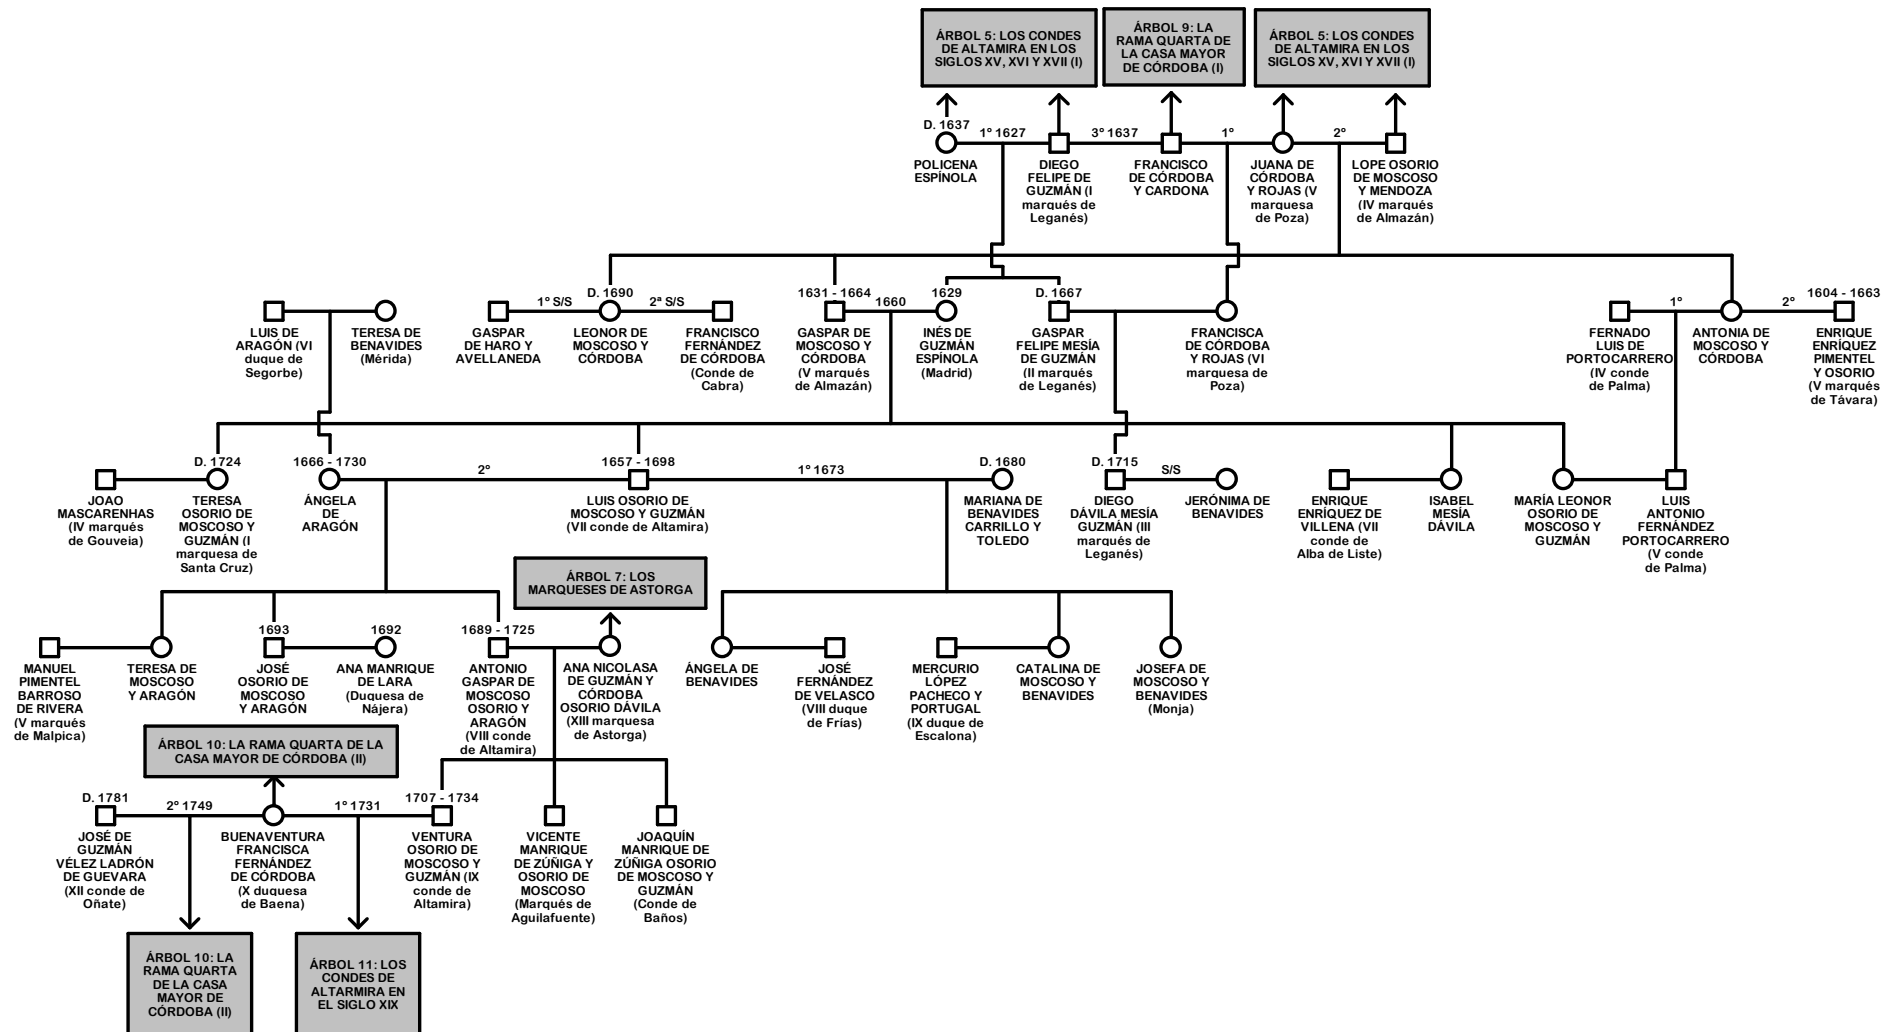 ÁRBOL 5: LOS CONDES
DE ALTAMIRA EN LOS
SIGLOS XV, XVI Y XVII (I)
ÁRBOL 9: LA
RAMA QUARTA DE
LA CASA MAYOR
DE CÓRDOBA (I)
ÁRBOL 5: LOS CONDES
DE ALTAMIRA EN LOS
SIGLOS XV, XVI Y XVII (I)
D. 1637
1º 1627
3º 1637
1º
2º
POLICENA
ESPÍNOLA
DIEGO
FELIPE DE
GUZMÁN (I
marqués de
Leganés)
FRANCISCO
DE CÓRDOBA
Y CARDONA
JUANA DE
CÓRDOBA
Y ROJAS (V
marquesa
de Poza)
LOPE OSORIO
DE MOSCOSO
Y MENDOZA
(IV marqués
de Almazán)
LUIS DE
ARAGÓN (VI
duque de
Segorbe)
TERESA DE
BENAVIDES
(Mérida)
1º S/S
D. 1690
2ª S/S
1631 - 1664
1660
1629
D. 1667
1º
2º
1604 - 1663
GASPAR
DE HARO Y
AVELLANEDA
LEONOR DE
MOSCOSO Y
CÓRDOBA
FRANCISCO
FERNÁNDEZ
DE CÓRDOBA
(Conde de
Cabra)
GASPAR DE
MOSCOSO Y
CÓRDOBA
(V marqués
de Almazán)
INÉS DE
GUZMÁN
ESPÍNOLA
(Madrid)
GASPAR
FELIPE MESÍA
DE GUZMÁN
(II marqués
de Leganés)
FRANCISCA
DE CÓRDOBA
Y ROJAS (VI
marquesa de
Poza)
FERNADO
LUIS DE
PORTOCARRERO
(IV conde
de Palma)
ANTONIA DE
MOSCOSO Y
CÓRDOBA
ENRIQUE
ENRÍQUEZ
PIMENTEL
Y OSORIO
(V marqués
de Távara)
D. 1724
1666 - 1730
2º
1657 - 1698
1º 1673
D. 1680
D. 1715
S/S
JOAO
MASCARENHAS
(IV marqués
de Gouveia)
TERESA
OSORIO DE
MOSCOSO Y
GUZMÁN (I
marquesa de
Santa Cruz)
ÁNGELA
DE
ARAGÓN
LUIS OSORIO DE
MOSCOSO Y GUZMÁN
(VII conde de Altamira)
MARIANA DE
BENAVIDES
CARRILLO Y
TOLEDO
DIEGO
DÁVILA MESÍA
GUZMÁN (III
marqués de
Leganés)
JERÓNIMA DE
BENAVIDES
ENRIQUE
ENRÍQUEZ DE
VILLENA (VII
conde de
Alba de Liste)
ISABEL
MESÍA
DÁVILA
MARÍA LEONOR
OSORIO DE
MOSCOSO Y
GUZMÁN
LUIS
ANTONIO
FERNÁNDEZ
PORTOCARRERO
(V conde
de Palma)
ÁRBOL 7: LOS
MARQUESES DE ASTORGA
1693
1692
1689 - 1725
MANUEL
PIMENTEL
BARROSO
DE RIVERA
(V marqués
de Malpica)
TERESA DE
MOSCOSO
Y ARAGÓN
JOSÉ
OSORIO DE
MOSCOSO
Y ARAGÓN
ANA MANRIQUE
DE LARA
(Duquesa de
Nájera)
ANTONIO
GASPAR DE
MOSCOSO
OSORIO Y
ARAGÓN
(VIII conde
de Altamira)
ANA NICOLASA
DE GUZMÁN Y
CÓRDOBA
OSORIO DÁVILA
(XIII marquesa
de Astorga)
ÁNGELA DE
BENAVIDES
JOSÉ
FERNÁNDEZ
DE VELASCO
(VIII duque
de Frías)
MERCURIO
LÓPEZ
PACHECO Y
PORTUGAL
(IX duque de
Escalona)
CATALINA DE
MOSCOSO Y
BENAVIDES
JOSEFA DE
MOSCOSO Y
BENAVIDES
(Monja)
ÁRBOL 10: LA RAMA QUARTA DE LA
CASA MAYOR DE CÓRDOBA (II)
D. 1781
2º 1749
1º 1731
1707 - 1734
JOSÉ DE
GUZMÁN
VÉLEZ LADRÓN
DE GUEVARA
(XII conde de
Oñate)
BUENAVENTURA
FRANCISCA
FERNÁNDEZ
DE CÓRDOBA
(X duquesa
de Baena)
VENTURA
OSORIO DE
MOSCOSO Y
GUZMÁN (IX
conde de
Altamira)
VICENTE
MANRIQUE
DE ZÚÑIGA Y
OSORIO DE
MOSCOSO
(Marqués de
Aguilafuente)
JOAQUÍN
MANRIQUE DE
ZÚÑIGA OSORIO
DE MOSCOSO Y
GUZMÁN
(Conde de
Baños)
ÁRBOL 10: LA
RAMA QUARTA
DE LA CASA
MAYOR DE
CÓRDOBA (II)
ÁRBOL 11: LOS
CONDES DE
ALTARMIRA EN
EL SIGLO XIX